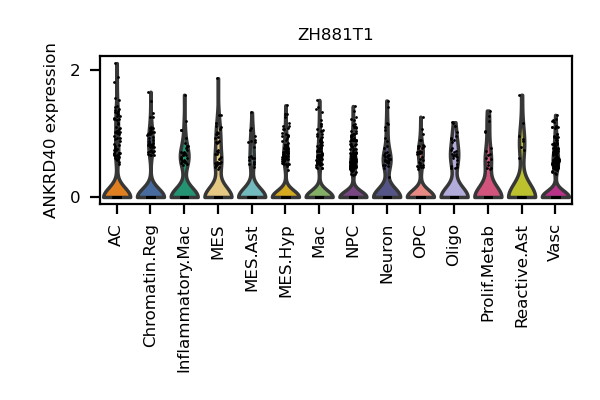 ZH881T1
ANKRD40 expression
2
0
AC
Chromatin.Reg
Inflammatory.Mac
MES
MES.Ast
MES.Hyp
Mac
NPC
Neuron
OPC
Oligo
Prolif.Metab
Reactive.Ast
Vasc